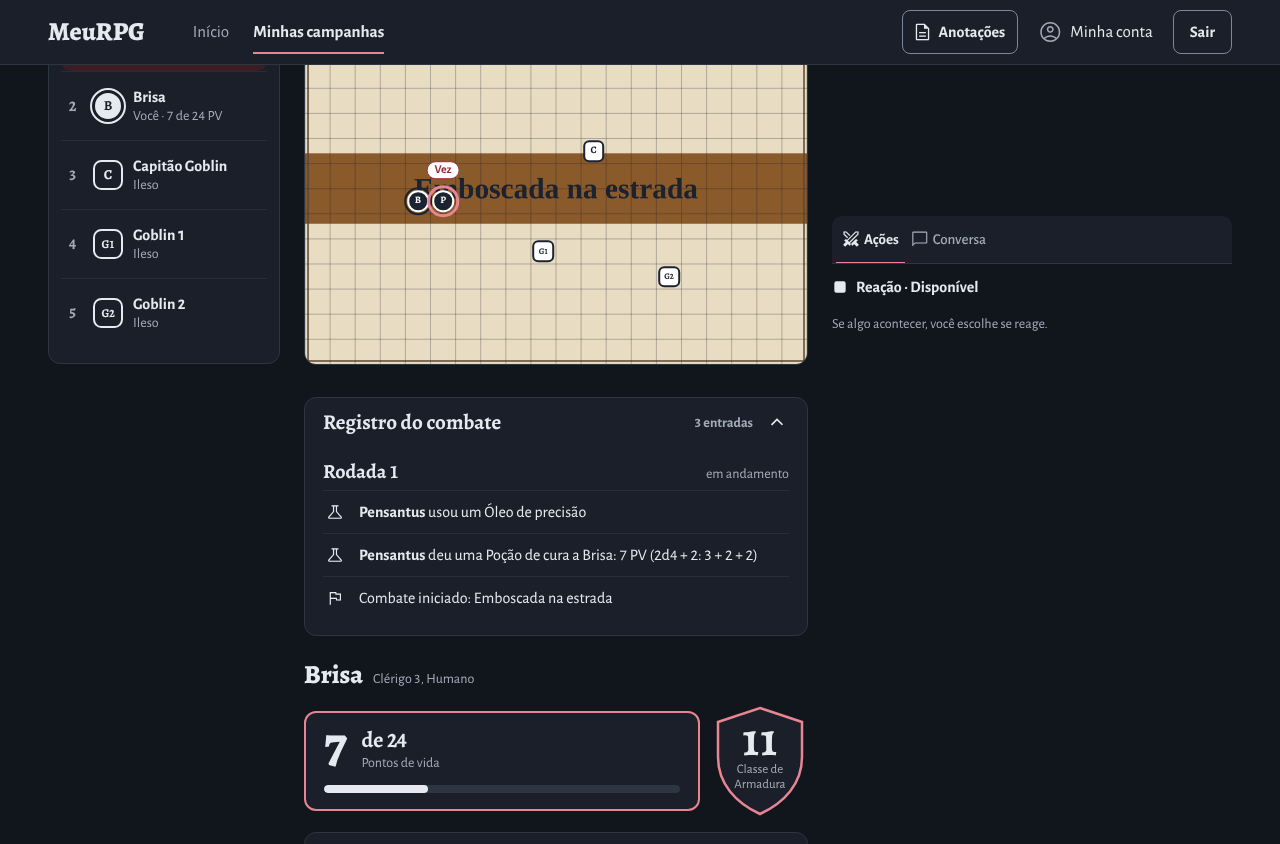 MeuRPG
Início
Minhas campanhas
Anotações
Minha conta
Sair
2
B
Brisa
Você · 7 de 24 PV
3
C
Capitão Goblin
Ileso
4
G1
Goblin 1
Ileso
5
G2
Goblin 2
Ileso
C
Vez
Emboscada na estrada
B
P
G1
G2
Ações
Conversa
Reação · Disponível
Se algo acontecer, você escolhe se reage.
Registro do combate
3 entradas
Rodada 1
em andamento
Pensantus usou um Óleo de precisão
Pensantus deu uma Poção de cura a Brisa: 7 PV (2d4 + 2: 3 + 2 + 2)
Combate iniciado: Emboscada na estrada
Brisa
Clérigo 3, Humano
7
de 24
Pontos de vida
11
Classe de
Armadura